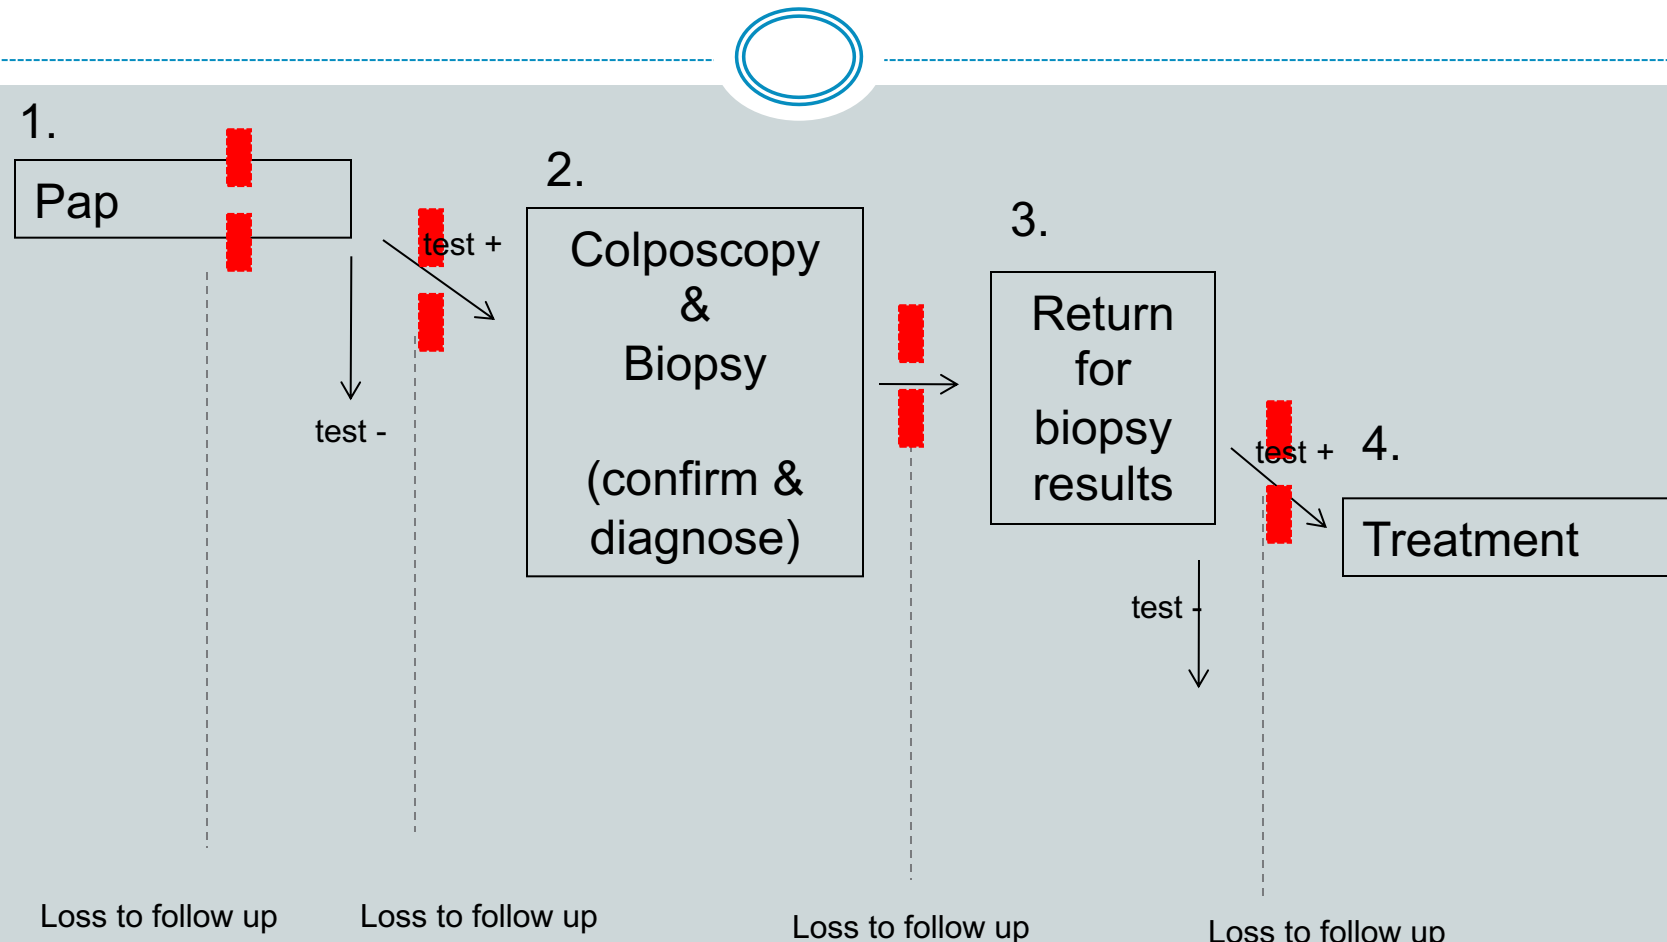 1.
Pap
test -
test +
2.
Colposcopy
&
Biopsy
(confirm &
diagnose)
3.
Return
for
biopsy
results
test -
test +
4.
Treatment
Loss to follow up
Loss to follow up
Loss to follow up
Loss to follow up